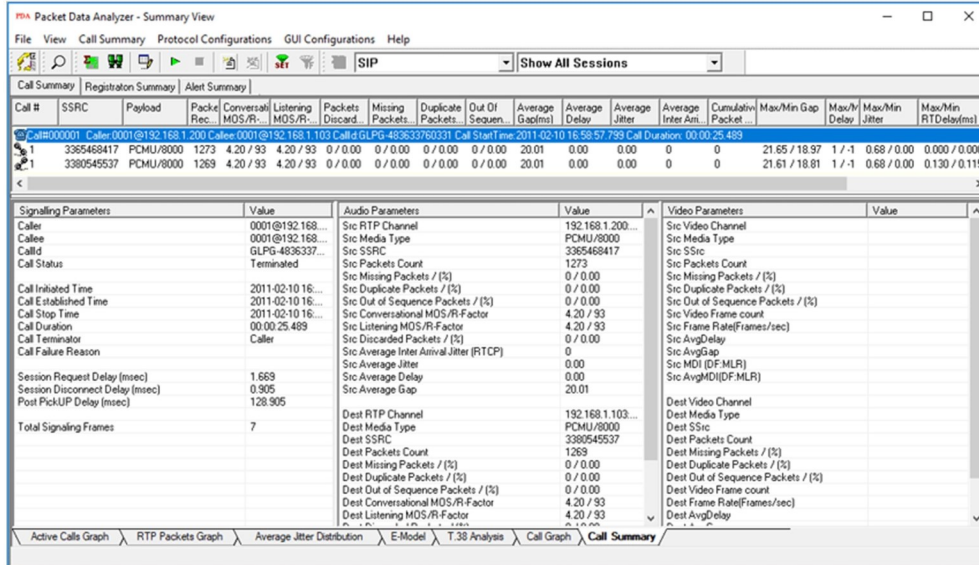 PDA Packet Data Analyzer - Summary View
File View Call Summary Protocol Configurations GUI Configurations Help
SET SIP Show All Sessions
Call Summary Registraton Summary Alert Summary
Call # SSRC Payload Packe Rec... Conversati MOS/R-... Listening MOS/R-... Packets Discard... Missing Packets... Duplicate Packets... Out Of Sequen... Average Gap(ms) Average Delay Average Jitter Average Inter Arri... Cumulativ Packet ... Max/Min Gap Max/M Delay Max/Min Jitter Max/Min RTDelay(ms)
Call#000001 Caller:0001@192.168.1.200 Callee:0001@192.168.1.103 CallId:GLPG-483633760331 Call StartTime:2011-02-10 16:58:57.799 Call Duration: 00:00:25.489
1 3365468417 PCMU/8000 1273 4.20 / 93 4.20 / 93 0 / 0.00 0 / 0.00 0 / 0.00 0 / 0.00 20.01 0.00 0.00 0 0 21.65 / 18.97 1 / -1 0.68 / 0.00 0.000 / 0.000
1 3380545537 PCMU/8000 1269 4.20 / 93 4.20 / 93 0 / 0.00 0 / 0.00 0 / 0.00 0 / 0.00 20.01 0.00 0.00 0 0 21.61 / 18.81 1 / -1 0.68 / 0.00 0.130 / 0.115
Signalling Parameters Value
Caller 0001@192.168....
Callee 0001@192.168....
CallId GLPG-4836337...
Call Status Terminated
Call Initiated Time 2011-02-10 16:...
Call Established Time 2011-02-10 16:...
Call Stop Time 2011-02-10 16:...
Call Duration 00:00:25.489
Call Terminator Caller
Call Failure Reason
Session Request Delay (msec) 1.669
Session Disconnect Delay (msec) 0.905
Post PickUP Delay (msec) 128.905
Total Signaling Frames 7
Audio Parameters Value
Src RTP Channel 192.168.1.200:...
Src Media Type PCMU/8000
Src SSRC 3365468417
Src Packets Count 1273
Src Missing Packets / (%) 0 / 0.00
Src Duplicate Packets / (%) 0 / 0.00
Src Out of Sequence Packets / (%) 0 / 0.00
Src Conversational MOS/R-Factor 4.20 / 93
Src Listening MOS/R-Factor 4.20 / 93
Src Discarded Packets / (%) 0 / 0.00
Src Average Inter Arrival Jitter (RTCP) 0
Src Average Jitter 0.00
Src Average Delay 0.00
Src Average Gap 20.01
Dest RTP Channel 192.168.1.103:...
Dest Media Type PCMU/8000
Dest SSRC 3380545537
Dest Packets Count 1269
Dest Missing Packets / (%) 0 / 0.00
Dest Duplicate Packets / (%) 0 / 0.00
Dest Out of Sequence Packets / (%) 0 / 0.00
Dest Conversational MOS/R-Factor 4.20 / 93
Dest Listening MOS/R-Factor 4.20 / 93
Video Parameters Value
Src Video Channel
Src Media Type
Src SSrc
Src Packets Count
Src Missing Packets / (%)
Src Duplicate Packets / (%)
Src Out of Sequence Packets / (%)
Src Video Frame count
Src Frame Rate(Frames/sec)
Src AvgDelay
Src AvgGap
Src MDI (DF:MLR)
Src AvgMDI(DF:MLR)
Dest Video Channel
Dest Media Type
Dest SSrc
Dest Packets Count
Dest Missing Packets / (%)
Dest Duplicate Packets / (%)
Dest Out of Sequence Packets / (%)
Dest Video Frame count
Dest Frame Rate(Frames/sec)
Dest AvgDelay
Active Calls Graph RTP Packets Graph Average Jitter Distribution E-Model T.38 Analysis Call Graph Call Summary